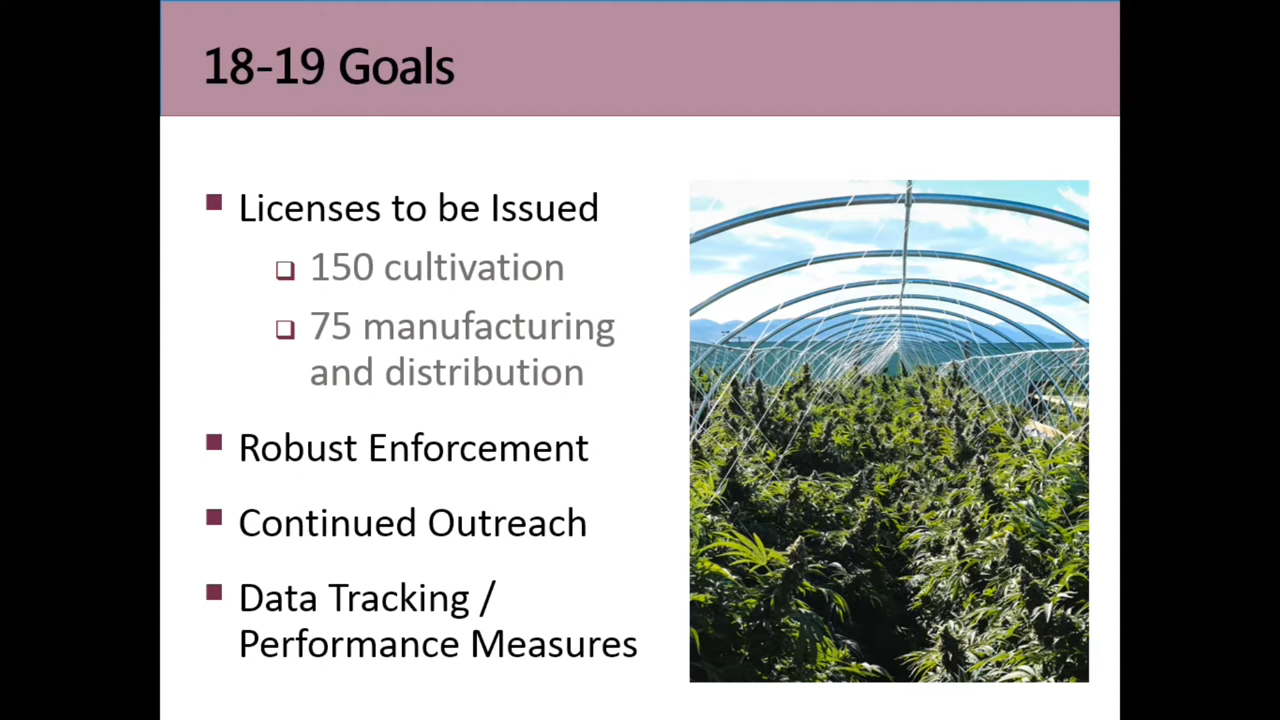 18-19 Goals
Licenses to be Issued
150 cultivation
75 manufacturing
and distribution
Robust Enforcement
Continued Outreach
Data Tracking /
Performance Measures